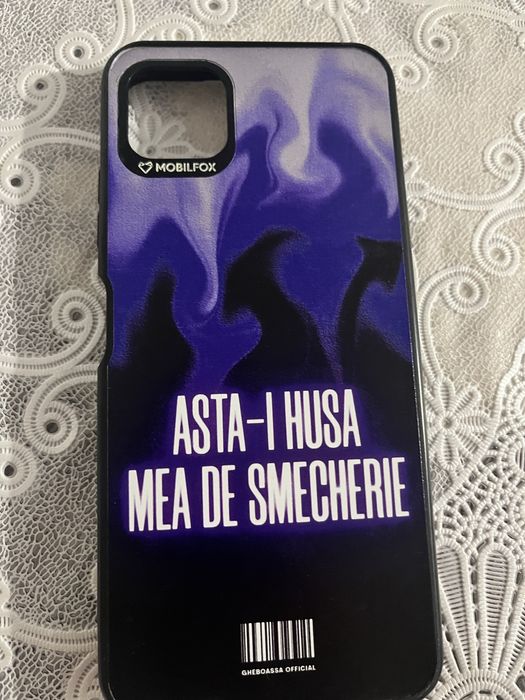 MOBILFOX
ASTA-I HUSA
MEA DE SMECHERIE
GHEBOASSA OFFICIAL